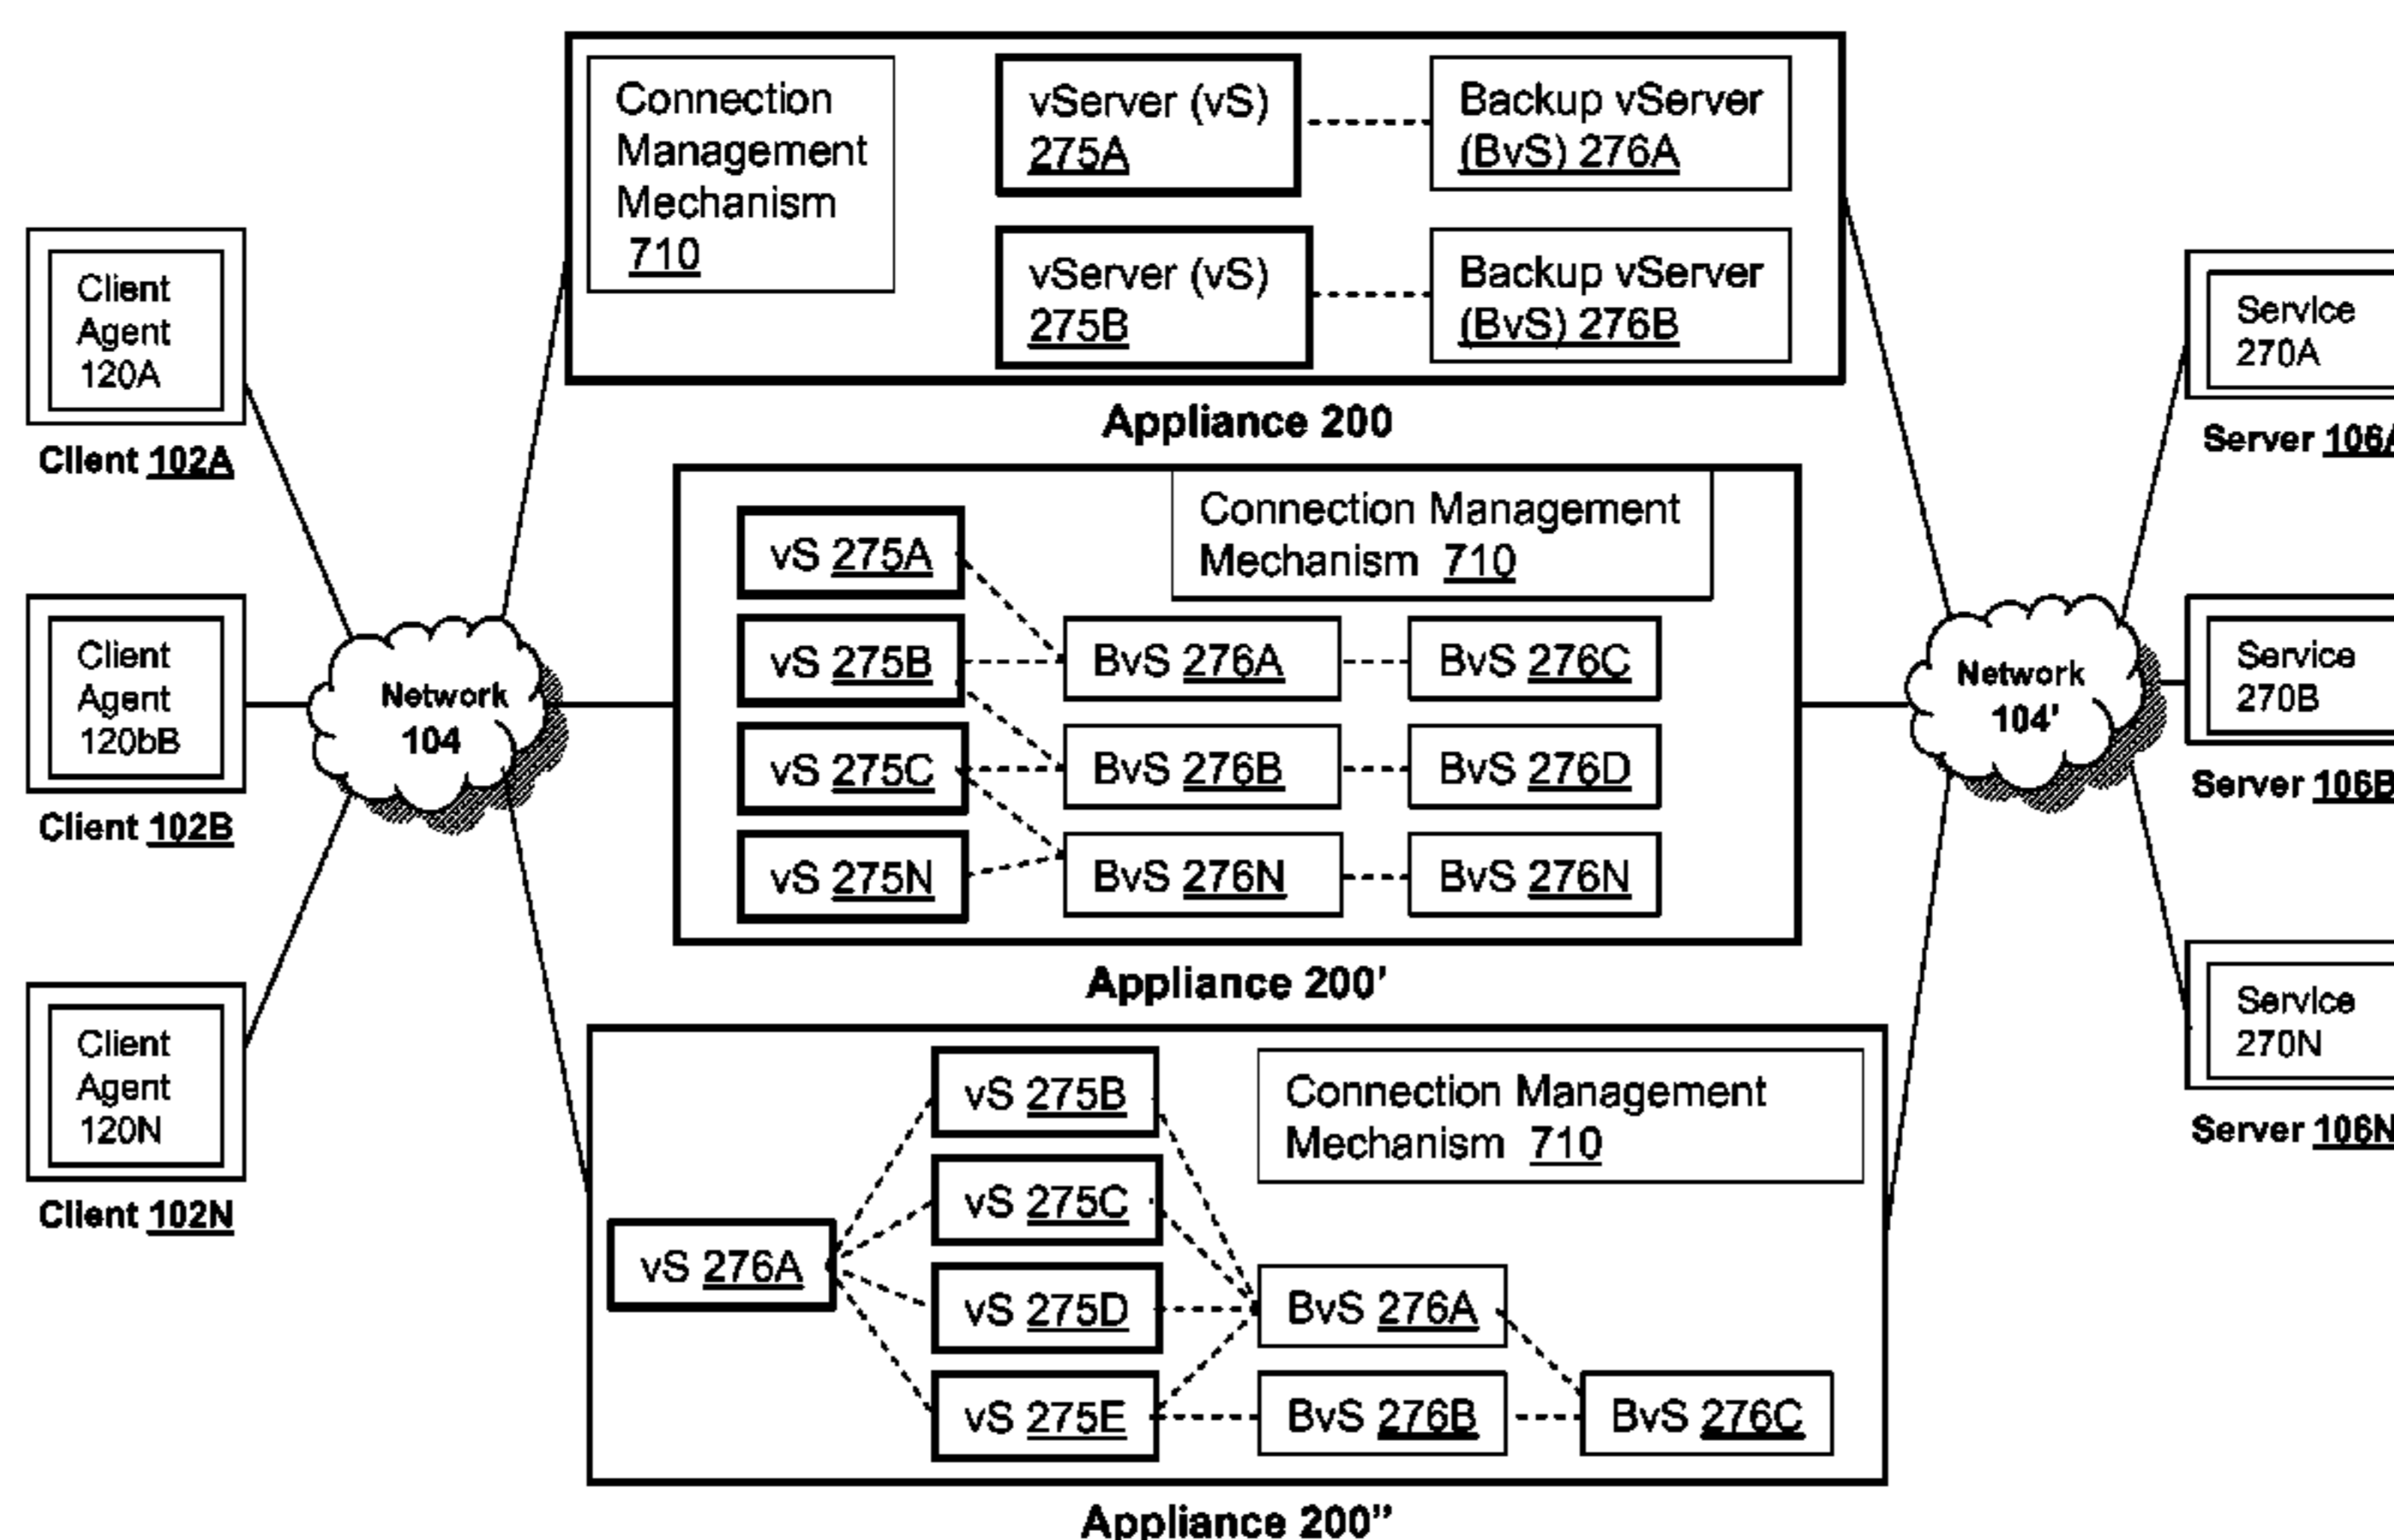 Connection
Management
Mechanism
710
vServer (vS)
275A
Backup vServer
(BvS) 276A
vServer (vS)
275B
Backup vServer
(BvS) 276B
Appliance 200
Client
Agent
120A
Client 102A
Client
Agent
120bB
Client 102B
Client
Agent
120N
Client 102N
Network
104
Connection Management
Mechanism 710
vS 275A
vS 275B
BvS 276A
BvS 276C
vS 275C
BvS 276B
BvS 276D
vS 275N
BvS 276N
BvS 276N
Appliance 200'
vS 275B
Connection Management
Mechanism 710
vS 275C
vS 276A
vS 275D
BvS 276A
vS 275E
BvS 276B
BvS 276C
Appliance 200''
Network
104'
Service
270A
Server 106A
Service
270B
Server 106B
Service
270N
Server 106N